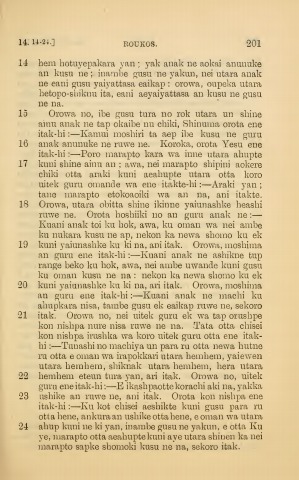 14. 14-24.] ROUKOS. 201
14 hem hotuyepakara yan; yak anak ne aokai anunuke
an kusu ne; inambe gusu ne yakun, nei utara anak
ne eani gusu yaiyattasa eaikap: orowa, oupeka utara
hetopo-shiknu ita, eani aeyaiyattasa an kusu ne gusu
ne na.
15 Orowa no, ibe gusu tura no rok utara un shine
ainu anak ne tap okaibe nu chiki, Shinuma orota ene
itak-hi:—Kamui moshiri ta aep ibe kusu ne guru
16 anak anunuke ne ruwe ne. Koroka, orota Yesu ene
itak-hi:—Poro marapto kara wa inne utara ahupte
17 kuni shine ainu an; awa, nei marapto shipini aokere
chiki otta araki kuni aeahupte utara otta koro
uitek guru omande wa ene itakte-hi:—Araki yan;
tane marapto etokoaoiki wa an na, ani itakte.
18 Orowa, utara obitta shine ikinne yaiunashke heashi
ruwe ne. Orota hoshiiki no an guru anak ne:—
Kuani anak toi ku hok, awa, ku oman wa nei ambe
ku nukara kusu ne ap, nekon ka newa shomo ku ek
19 kuni yaiunashke ku ki na, ani itak. Orowa, moshima
an guru ene itak-hi:—Kuani anak ne ashikne tup
range beko ku hok, awa, nei ambe uwande kuni gusu
ku oman kusu ne na: nekon ka newa shomo ku ek
20 kuni yaiunashke ku ki na, ari itak. Orowa, moshima
an guru ene itak-hi:—Kuani anak ne machi ku
ahupkara nisa, tambe gusu ek eaikap ruwe ne, sekoro
21 itak. Orowa no, nei uitek guru ek wa tap orushpe
kon nishpa nure nisa ruwe ne na. Tata otta chisei
kon nishpa irushka wa koro uitek guru otta ene itak-
hi:—Tunashi no machiya un para ru otta newa hutne
ru otta e oman wa irapokkari utara hembem, yaiewen
utara hembem, shiknak utara hembem, hera utara
22 hembem eteun tura yan, ari itak. Orowa no, uitek
guru ene itak-hi:—E ikashpaotte korachi aki na, yakka
23 ushike an ruwe ne, ani itak. Orota kon nishpa ene
itak-hi:—Ku kot chisei aeshikte kuni gusu para ru
otta hene, ankura an ushike otta hene, e oman wa utara
24 ahup kuni ne ki yan, inambe gusu ne yakun, e otta Ku
ye, marapto otta aeahupte kuni aye utara shinen ka nei
marapto sapke shomoki kusu ne na, sekoro itak.